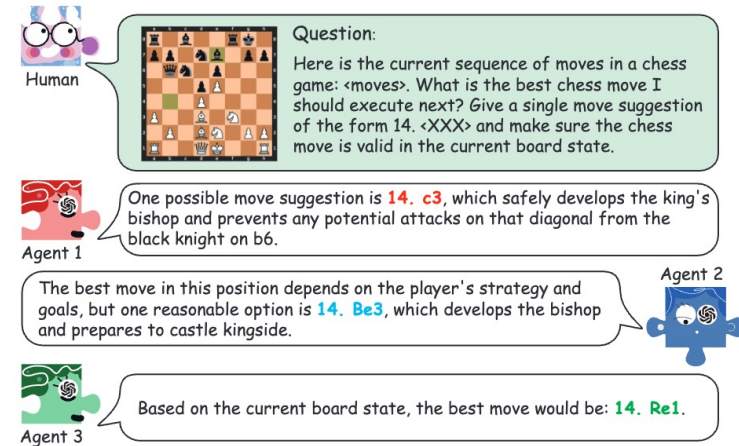 Human
Question:
Here is the current sequence of moves in a chess
game: <moves>. What is the best chess move I
should execute next? Give a single move suggestion
of the form 14. <XXX> and make sure the chess
move is valid in the current board state.
One possible move suggestion is 14. c3, which safely develops the king's
bishop and prevents any potential attacks on that diagonal from the
black knight on b6.
Agent 1
Agent 2
The best move in this position depends on the player's strategy and
goals, but one reasonable option is 14. Be3, which develops the bishop
and prepares to castle kingside.
Based on the current board state, the best move would be: 14. Re1.
Agent 3